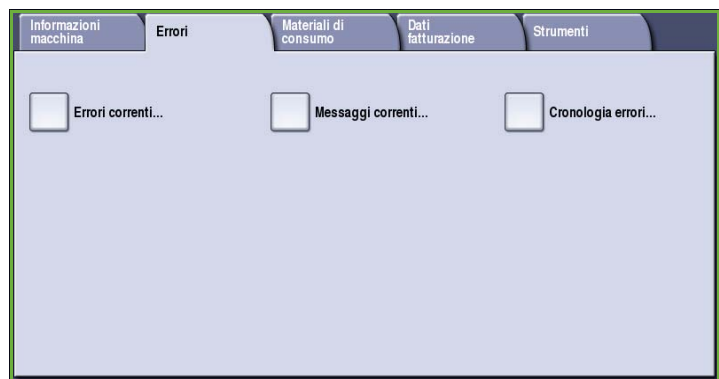 Informazioni
macchina
Errori
Materiali di
consumo
Dati
fatturazione
Strumenti
Errori correnti...
Messaggi correnti...
Cronologia errori...